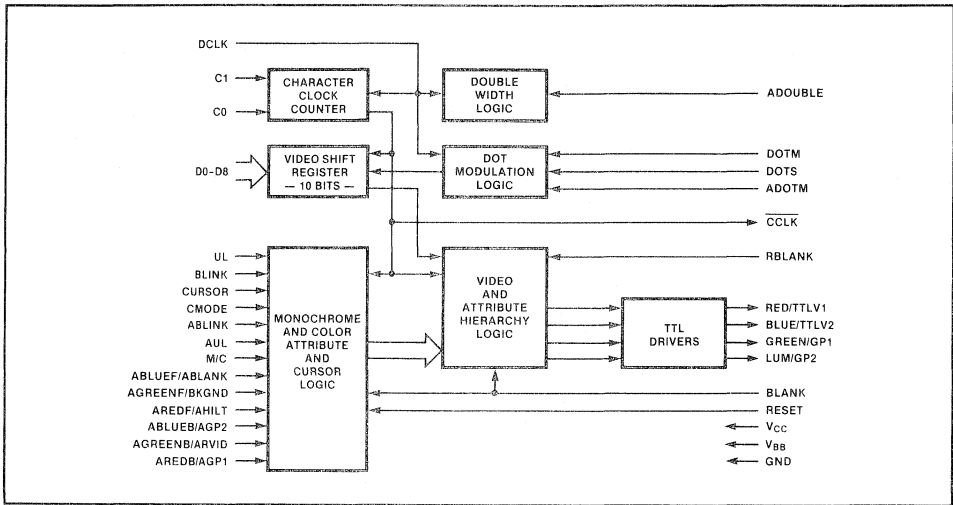 DCLK
C1
C0
CHARACTER
CLOCK
COUNTER
DOUBLE
WIDTH
LOGIC
ADOUBLE
D0-D8
VIDEO SHIFT
REGISTER
— 10 BITS —
DOT
MODULATION
LOGIC
DOTM
DOTS
ADOTM
CCLK
UL
BLINK
CURSOR
CMODE
ABLINK
AUL
M/C
ABLUEF/ABLANK
AGREENF/BKGND
AREDF/AHILT
ABLUEB/AGP2
AGREENB/ARVID
AREDB/AGP1
MONOCHROME
AND COLOR
ATTRIBUTE
AND
CURSOR
LOGIC
VIDEO
AND
ATTRIBUTE
HIERARCHY
LOGIC
TTL
DRIVERS
RBLANK
RED/TTLV1
BLUE/TTLV2
GREEN/GP1
LUM/GP2
BLANK
RESET
VCC
VBB
GND